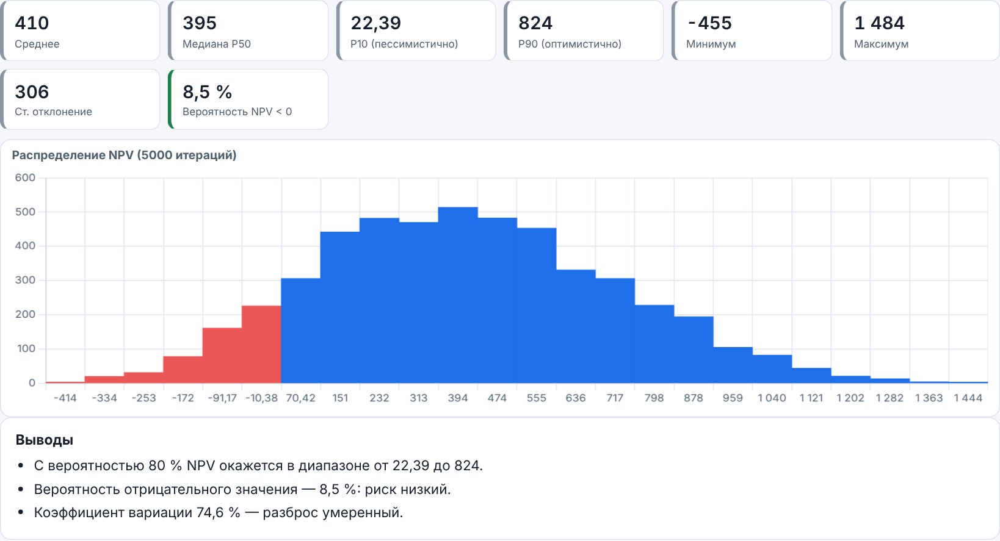 410
Среднее
395
Медиана P50
22,39
P10 (пессимистично)
824
P90 (оптимистично)
-455
Минимум
1 484
Максимум
306
Ст. отклонение
8,5 %
Вероятность NPV < 0
Распределение NPV (5000 итераций)
600
500
400
300
200
100
0
-414 -334 -253 -172 -91,17 -10,38 70,42 151 232 313 394 474 555 636 717 798 878 959 1 040 1 121 1 202 1 282 1 363 1 444
Выводы
• С вероятностью 80 % NPV окажется в диапазоне от 22,39 до 824.
• Вероятность отрицательного значения — 8,5 %: риск низкий.
• Коэффициент вариации 74,6 % — разброс умеренный.